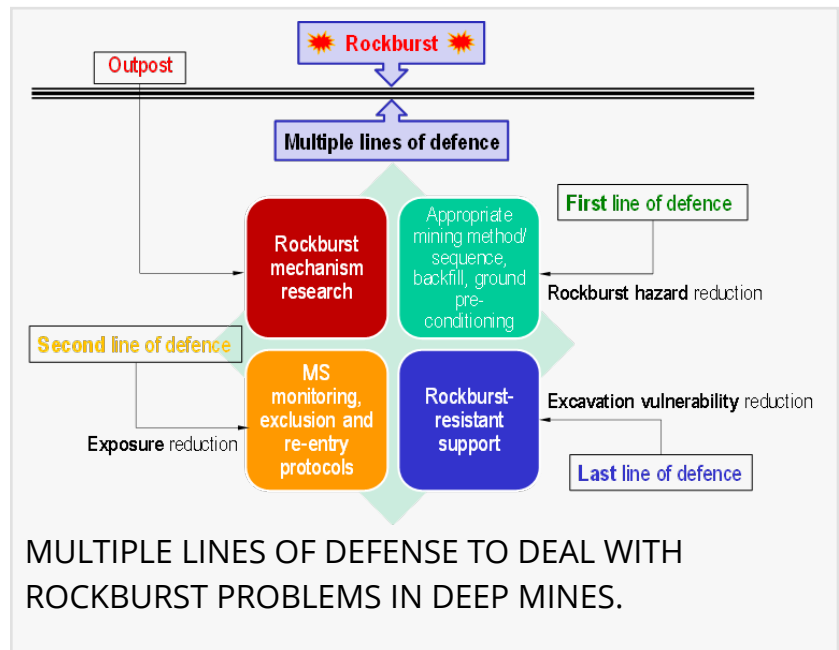 Rockburst
Outpost
Multiple lines of defence
Rockburst
mechanism
research
Appropriate
mining method/
sequence,
backfill, ground
pre-
conditioning
First line of defence
Rockburst hazard reduction
Second line of defence
Exposure reduction
MS
monitoring,
exclusion and
re-entry
protocols
Rockburst-
resistant
support
Excavation vulnerability reduction
Last line of defence
MULTIPLE LINES OF DEFENSE TO DEAL WITH
ROCKBURST PROBLEMS IN DEEP MINES.